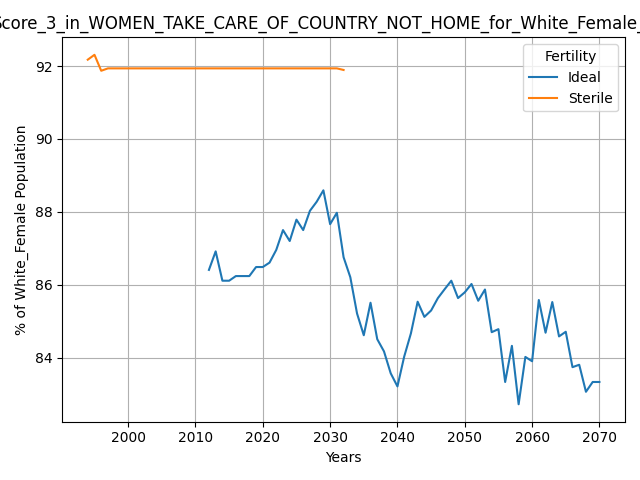 Score_3_in_WOMEN_TAKE_CARE_OF_COUNTRY_NOT_HOME_for_White_Female_
Fertility
Ideal
Sterile
% of White_Female Population
92
90
88
86
84
2000 2010 2020 2030 2040 2050 2060 2070
Years